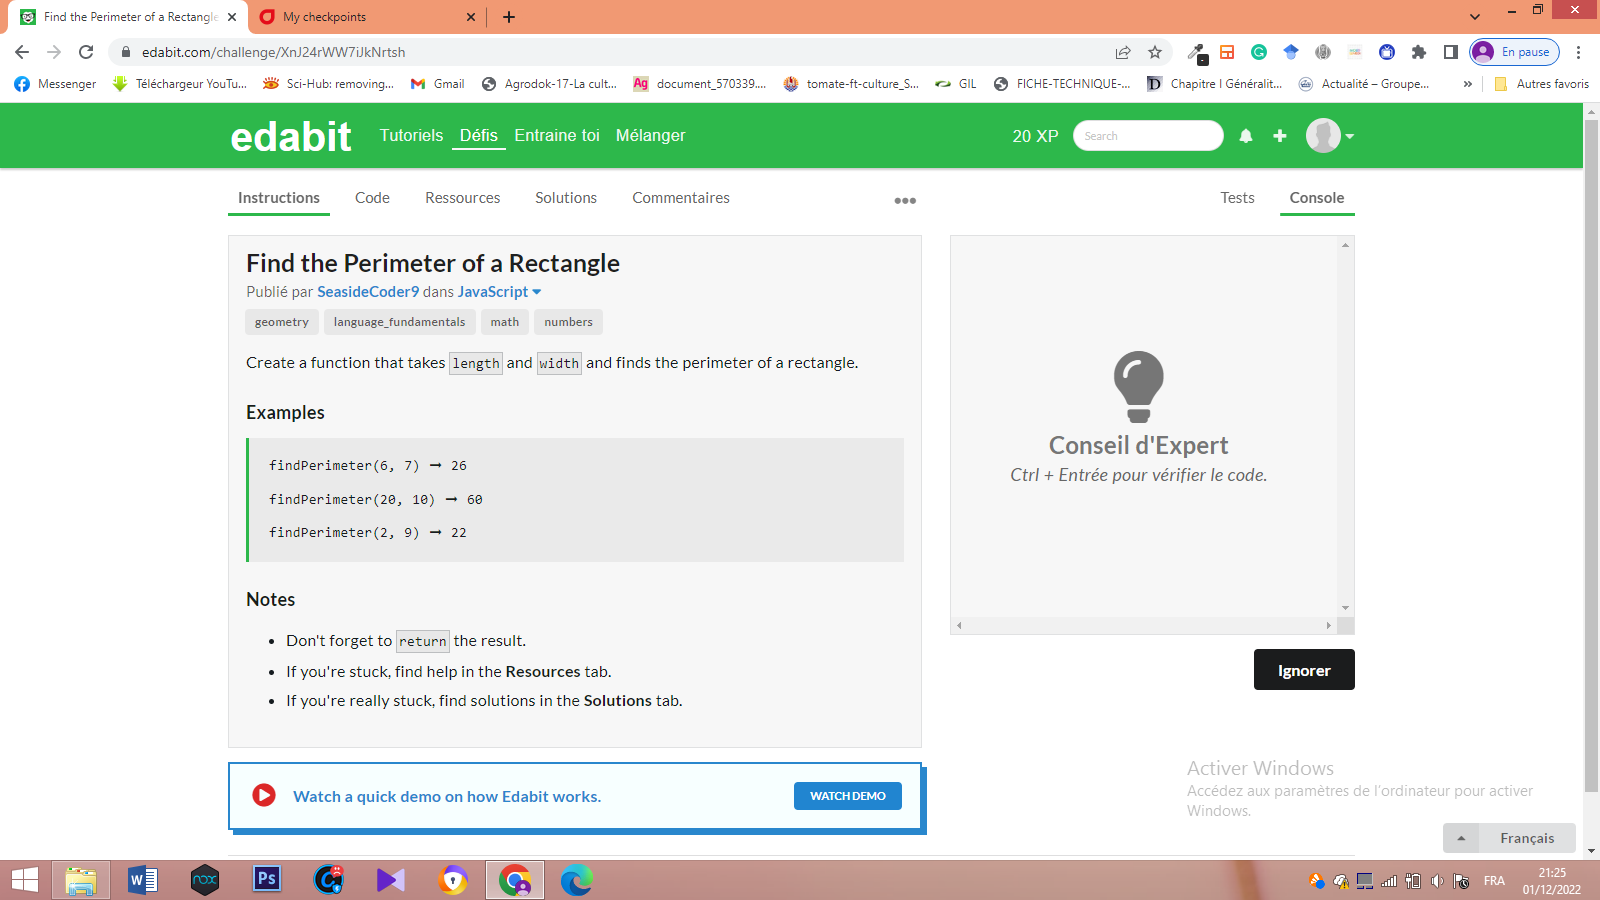 Find the Perimeter of a Rectangle
My checkpoints
edabit.com/challenge/XnJ24rWW7iJkNrtsh
En pause
Messenger
Téléchargeur YouTu...
Sci-Hub: removing...
Gmail
Agrodok-17-La cult...
Ag
document_570339....
tomate-ft-culture_S...
GIL
FICHE-TECHNIQUE-...
Chapitre I Généralit...
Actualité – Groupe...
»
Autres favoris
edabit
Tutoriels
Défis
Entraine toi
Mélanger
20 XP
Search
Instructions
Code
Ressources
Solutions
Commentaires
Tests
Console
Find the Perimeter of a Rectangle
Publié par SeasideCoder9 dans JavaScript
geometry
language_fundamentals
math
numbers
Create a function that takes length and width and finds the perimeter of a rectangle.
Examples
findPerimeter(6, 7) ➞ 26
findPerimeter(20, 10) ➞ 60
findPerimeter(2, 9) ➞ 22
Notes
• Don't forget to return the result.
• If you're stuck, find help in the Resources tab.
• If you're really stuck, find solutions in the Solutions tab.
Conseil d'Expert
Ctrl + Entrée pour vérifier le code.
Ignorer
Watch a quick demo on how Edabit works.
WATCH DEMO
Activer Windows
Accédez aux paramètres de l'ordinateur pour activer
Windows.
Français
W
nox
Ps
FRA
21:25
01/12/2022